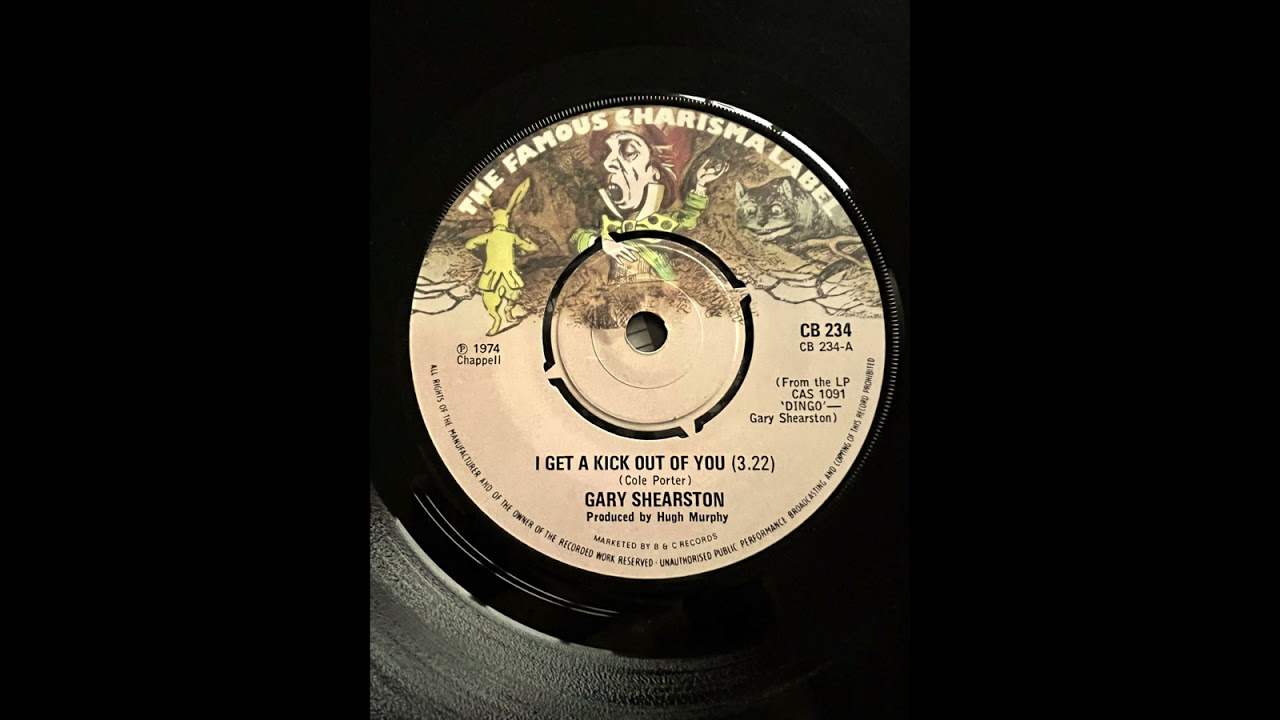 THE FAMOUS CHARISMA LABEL
CB 234
CB 234-A
℗ 1974
Chappell
(From the LP
CAS 1091
'DINGO'—
Gary Shearston)
I GET A KICK OUT OF YOU (3.22)
(Cole Porter)
GARY SHEARSTON
Produced by Hugh Murphy
MARKETED BY B & C RECORDS
ALL RIGHTS OF THE MANUFACTURER AND OF THE OWNER OF THE RECORDED WORK RESERVED · UNAUTHORISED PUBLIC PERFORMANCE BROADCASTING AND COPYING OF THIS RECORD PROHIBITED